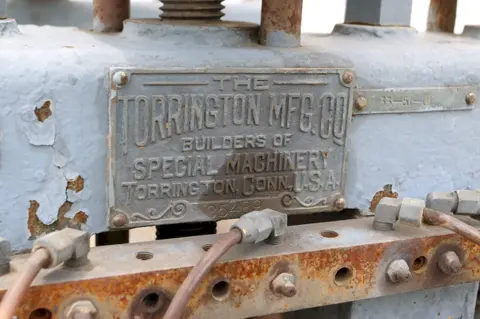 THE
TORRINGTON MFG. CO
BUILDERS OF
SPECIAL MACHINERY
TORRINGTON, CONN., U.S.A.